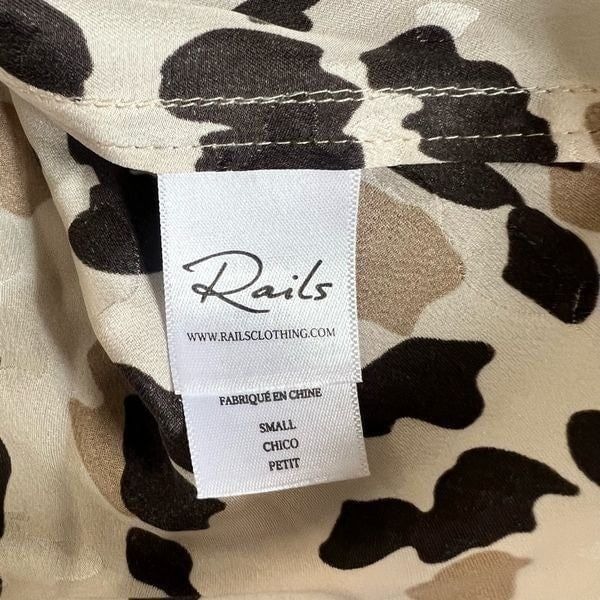 Rails
WWW.RAILSCLOTHING.COM
FABRIQUÉ EN CHINE
SMALL
CHICO
PETIT